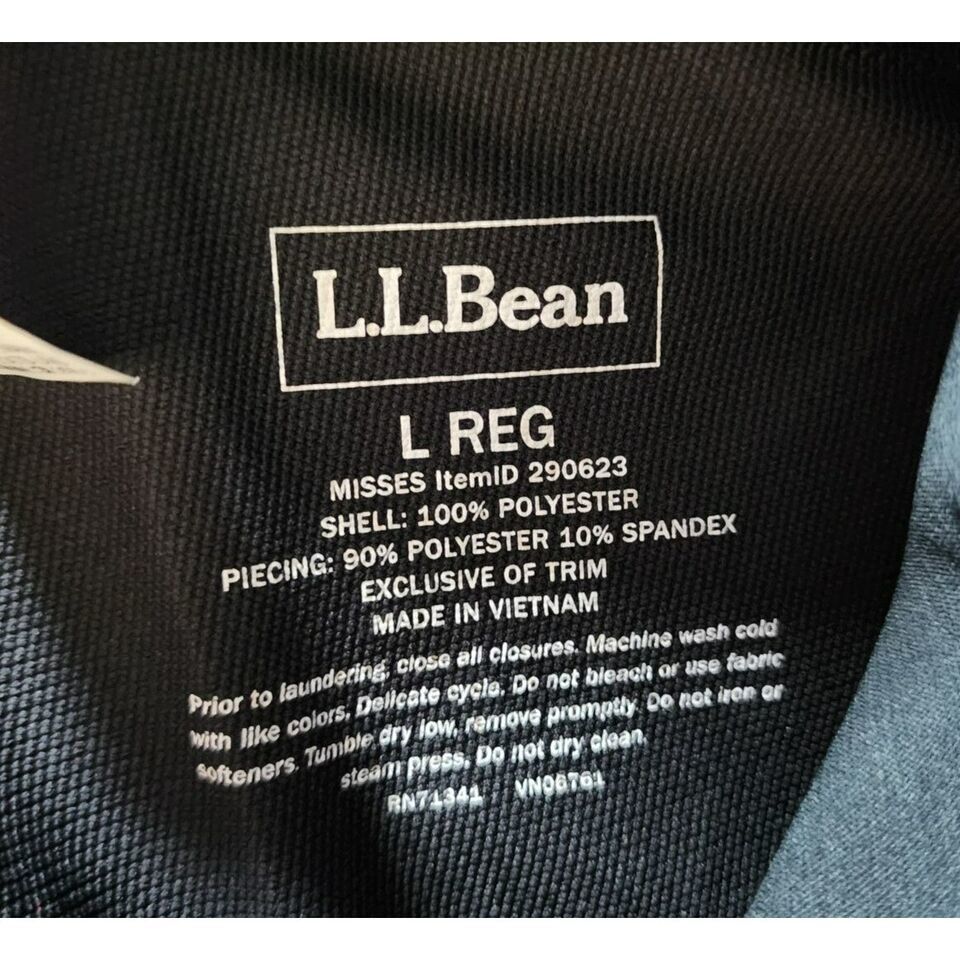 L.L.Bean
L REG
MISSES ItemID 290623
SHELL: 100% POLYESTER
PIECING: 90% POLYESTER 10% SPANDEX
EXCLUSIVE OF TRIM
MADE IN VIETNAM
Prior to laundering, close all closures. Machine wash cold
with like colors. Delicate cycle. Do not bleach or use fabric
softeners. Tumble dry low, remove promptly. Do not iron or
steam press. Do not dry clean.
RN71341 VN06761